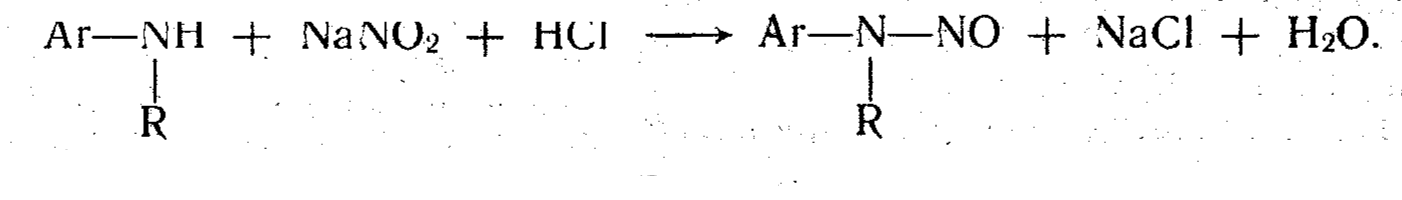 Ar—NH + NaNO₂ + HCl ⟶ Ar—N—NO + NaCl + H₂O.
R R